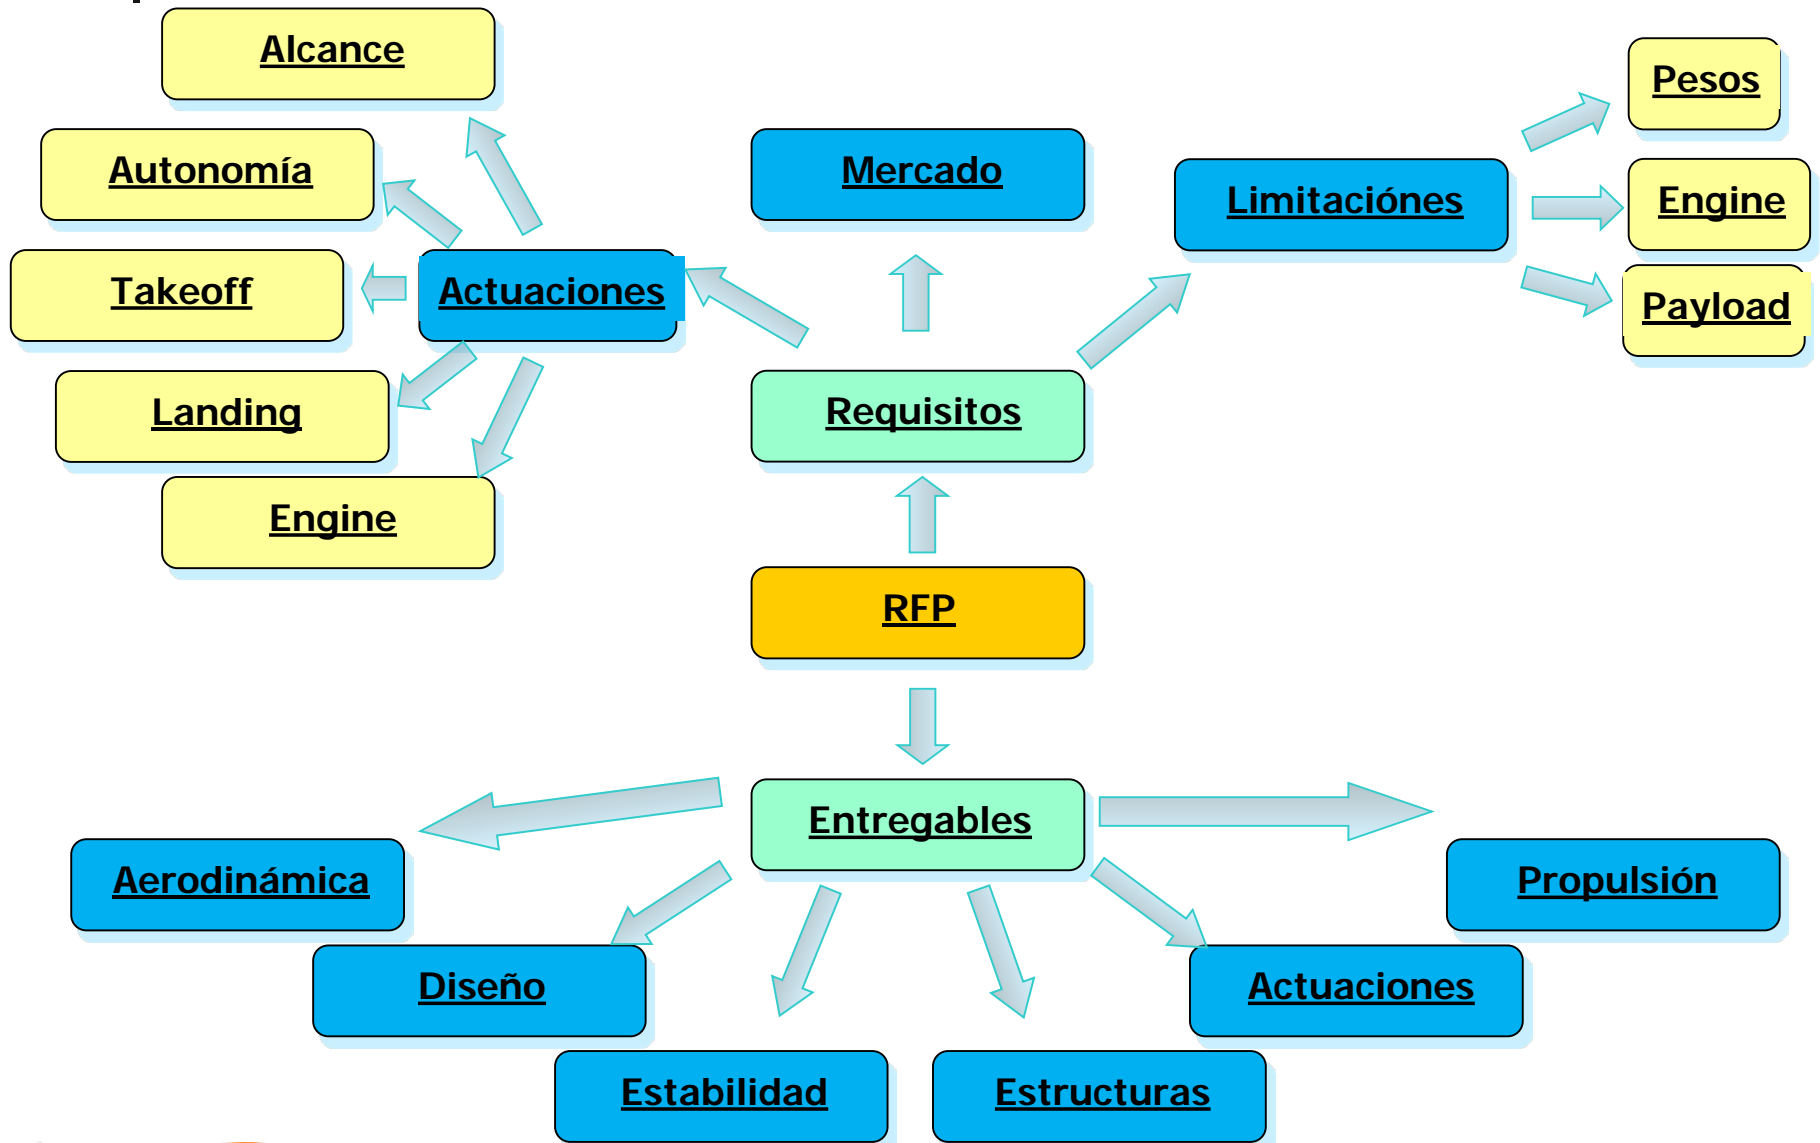 Alcance
Pesos
Autonomía
Mercado
Limitaciónes
Engine
Takeoff
Actuaciones
Payload
Landing
Requisitos
Engine
RFP
Entregables
Aerodinámica
Propulsión
Diseño
Actuaciones
Estabilidad
Estructuras